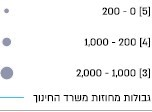 0 - 200 [5]
200 - 1,000 [4]
1,000 - 2,000 [3]
גבולות מחוזות משרד החינוך